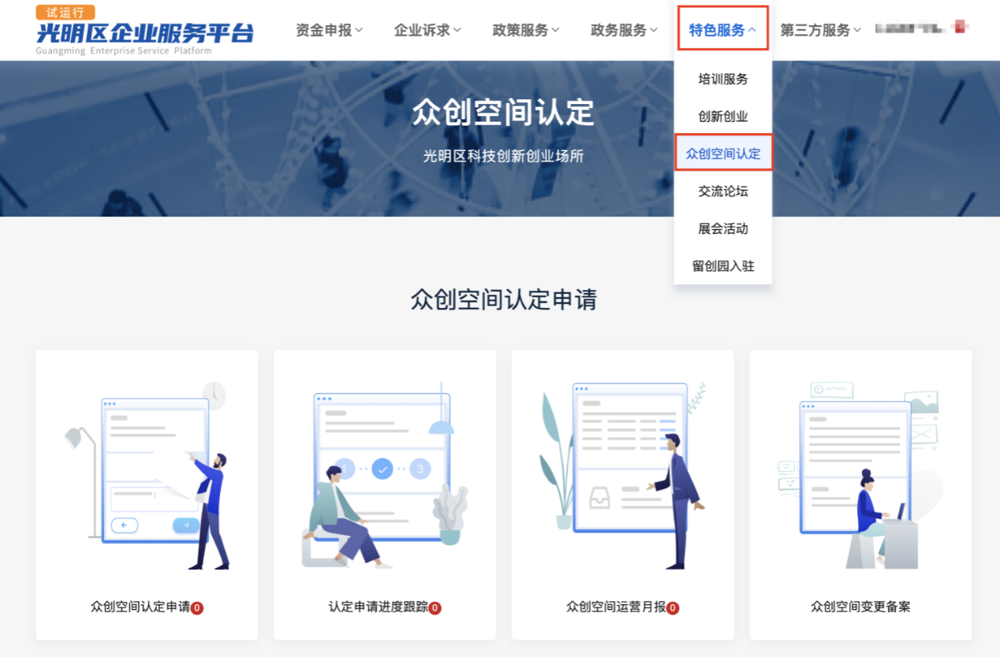 试运行
光明区企业服务平台
Guangming Enterprise Service Platform
资金申报
企业诉求
政策服务
政务服务
特色服务
第三方服务
培训服务
创新创业
众创空间认定
交流论坛
展会活动
留创园入驻
众创空间认定
光明区科技创新创业场所
众创空间认定申请
1
3
众创空间认定申请0
认定申请进度跟踪0
众创空间运营月报0
众创空间变更备案